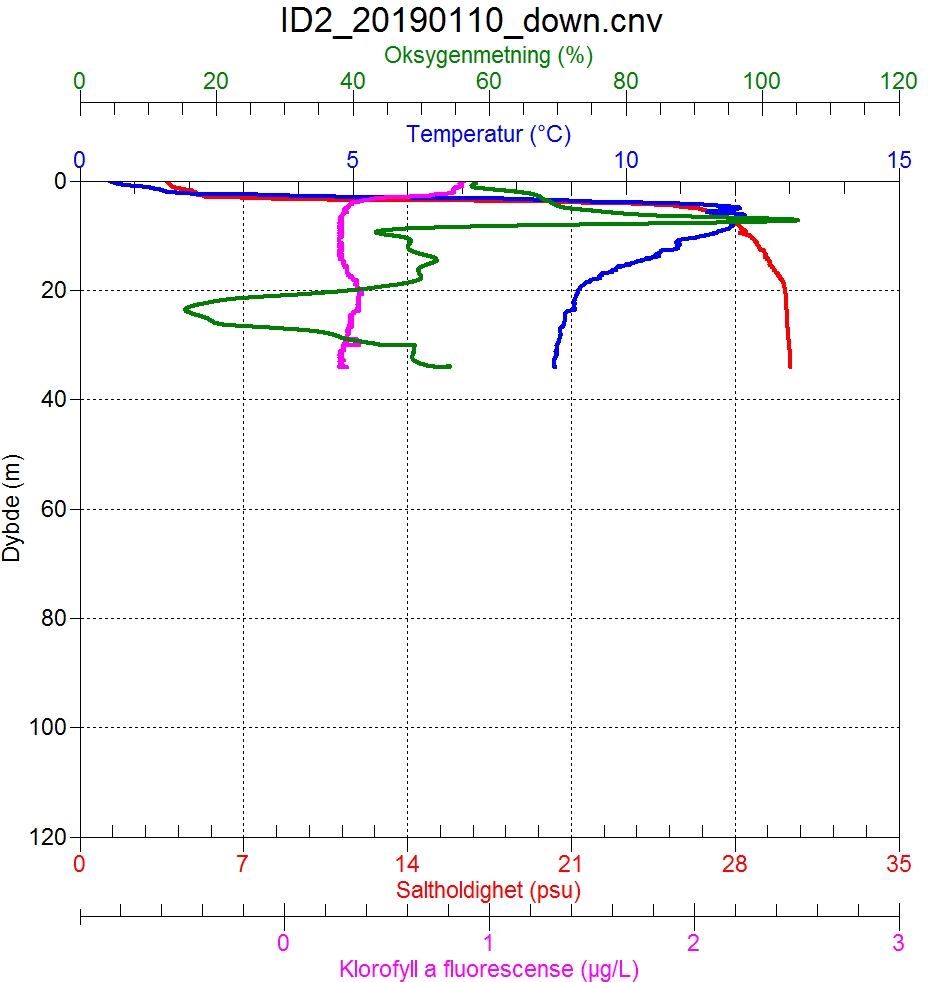 ID2_20190110_down.cnv
Oksygenmetning (%)
0 20 40 60 80 100 120
Temperatur (°C)
0 5 10 15
0
20
40
60
80
100
120
Dybde (m)
0 7 14 21 28 35
Saltholdighet (psu)
0 1 2 3
Klorofyll a fluorescense (µg/L)